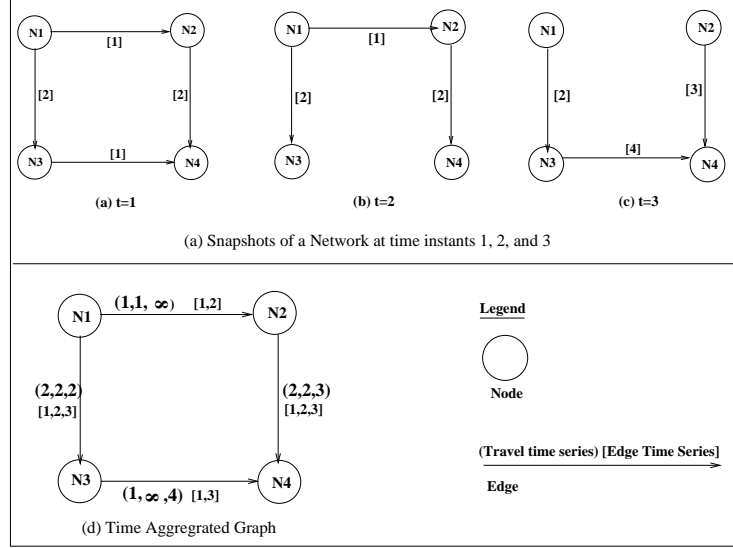 N1
N2
[1]
[2]
[2]
N3
[1]
N4
(a) t=1
N1
N2
[1]
[2]
[2]
N3
N4
(b) t=2
N1
N2
[2]
[3]
N3
[4]
N4
(c) t=3
(a) Snapshots of a Network at time instants 1, 2, and 3
N1
(1,1, ∞) [1,2]
N2
(2,2,2)
[1,2,3]
(2,2,3)
[1,2,3]
N3
(1,∞,4) [1,3]
N4
(d) Time Aggregrated Graph
Legend
Node
(Travel time series) [Edge Time Series]
Edge